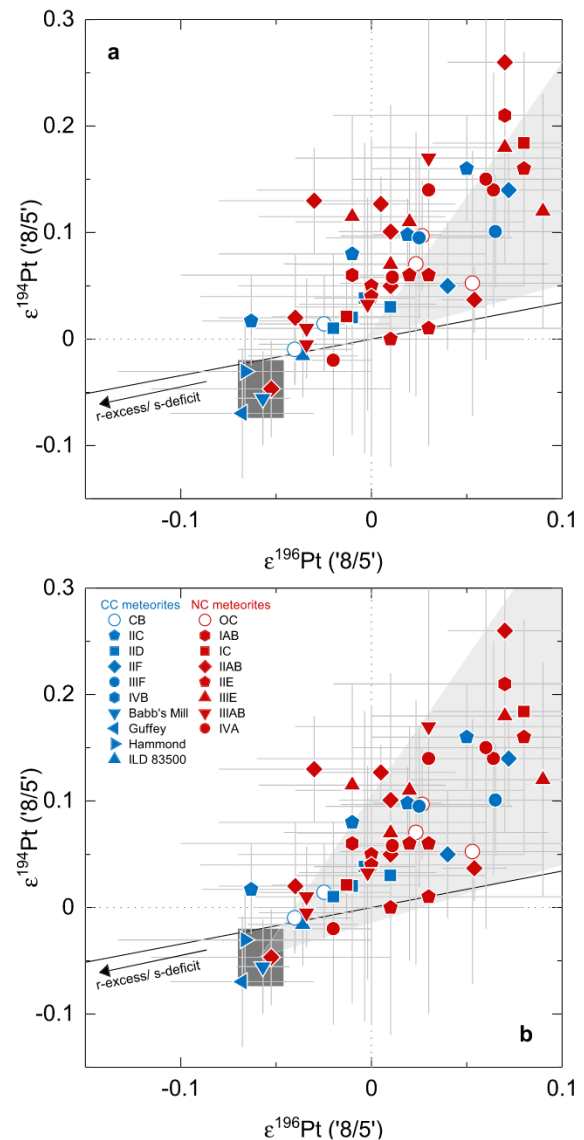 a
0.3
0.2
0.1
0
-0.1
ε194Pt ('8/5')
r-excess/ s-deficit
-0.1
0
0.1
ε196Pt ('8/5')
0.3
0.2
0.1
0
-0.1
ε194Pt ('8/5')
CC meteorites NC meteorites
CB OC
IIC IAB
IID IC
IIF IIAB
IIIF IIE
IVB IIIE
Babb's Mill IIIAB
Guffey IVA
Hammond
ILD 83500
r-excess/ s-deficit
b
-0.1
0
0.1
ε196Pt ('8/5')